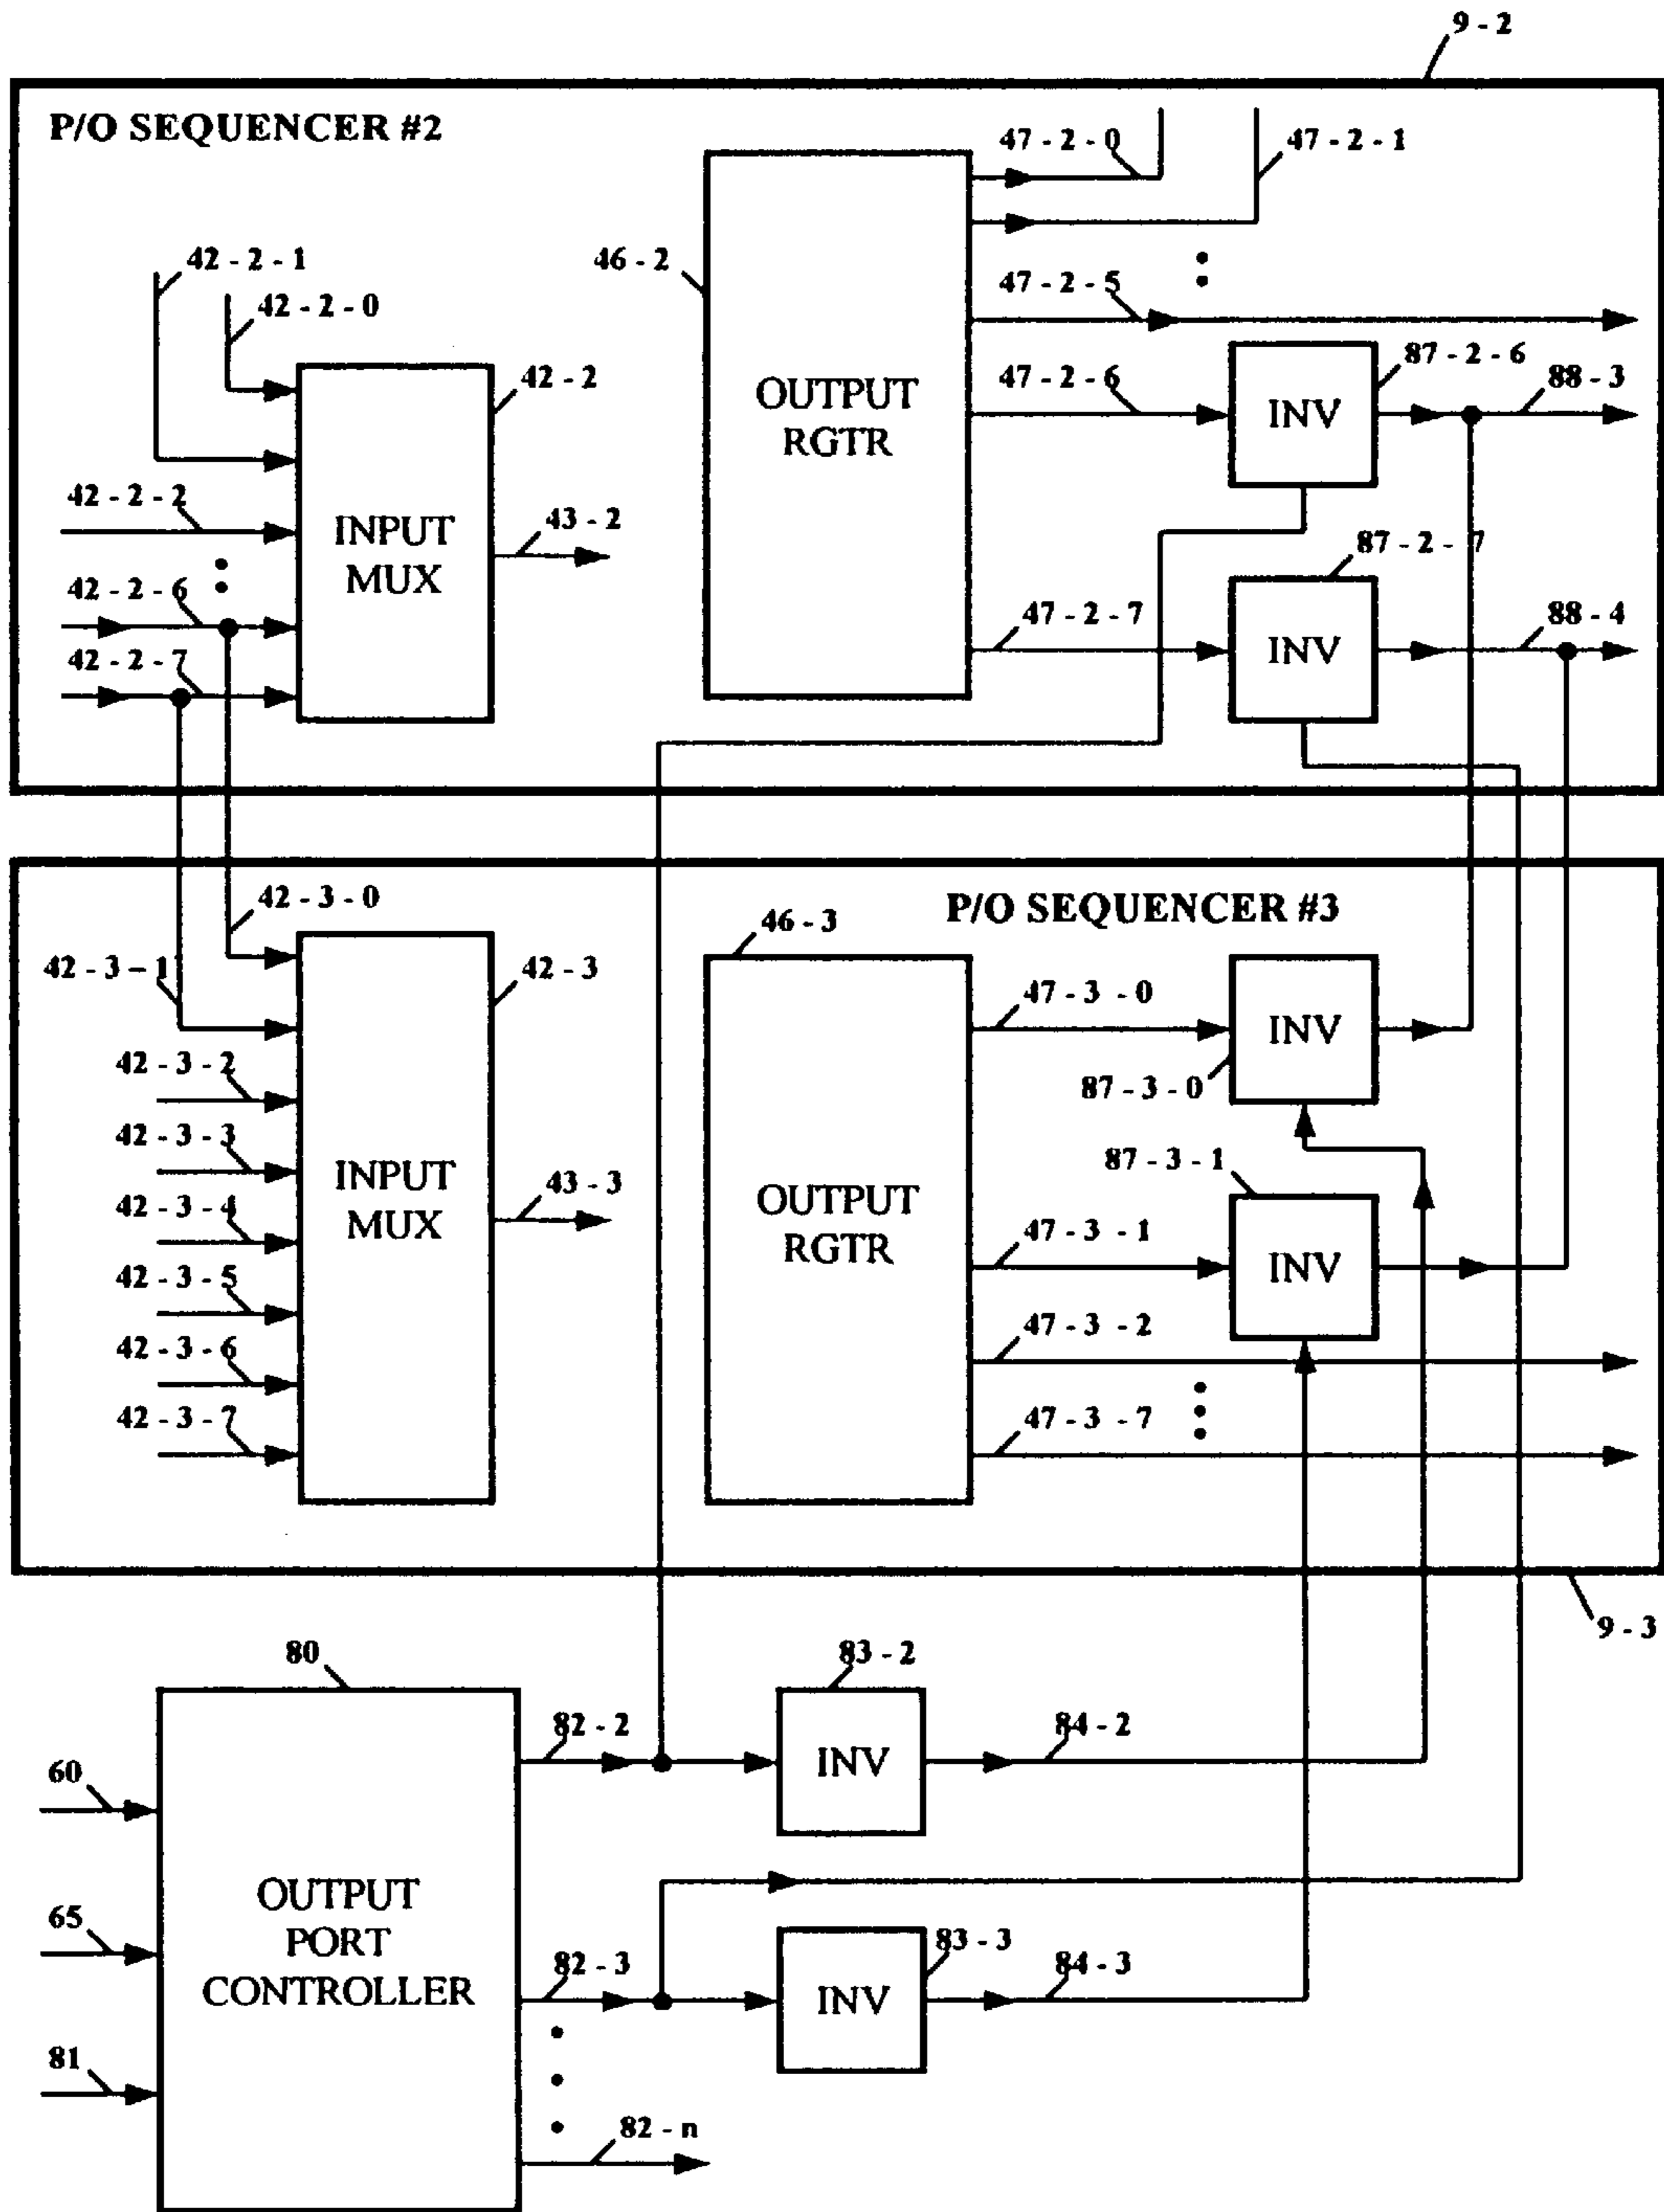 9 - 2
P/O SEQUENCER #2
47 - 2 - 0
47 - 2 - 1
42 - 2 - 1
46 - 2
42 - 2 - 0
47 - 2 - 5
42 - 2
OUTPUT
RGTR
47 - 2 - 6
INV
87 - 2 - 6
88 - 3
42 - 2 - 2
INPUT
MUX
43 - 2
87 - 2 - 7
42 - 2 - 6
47 - 2 - 7
INV
88 - 4
42 - 2 - 7
42 - 3 - 0
P/O SEQUENCER #3
46 - 3
42 - 3 - 1
42 - 3
47 - 3 - 0
INV
87 - 3 - 0
42 - 3 - 2
42 - 3 - 3
INPUT
MUX
43 - 3
OUTPUT
RGTR
87 - 3 - 1
42 - 3 - 4
47 - 3 - 1
INV
42 - 3 - 5
47 - 3 - 2
42 - 3 - 6
42 - 3 - 7
47 - 3 - 7
9 - 3
80
83 - 2
82 - 2
INV
84 - 2
60
OUTPUT
PORT
CONTROLLER
65
83 - 3
82 - 3
INV
84 - 3
81
82 - n